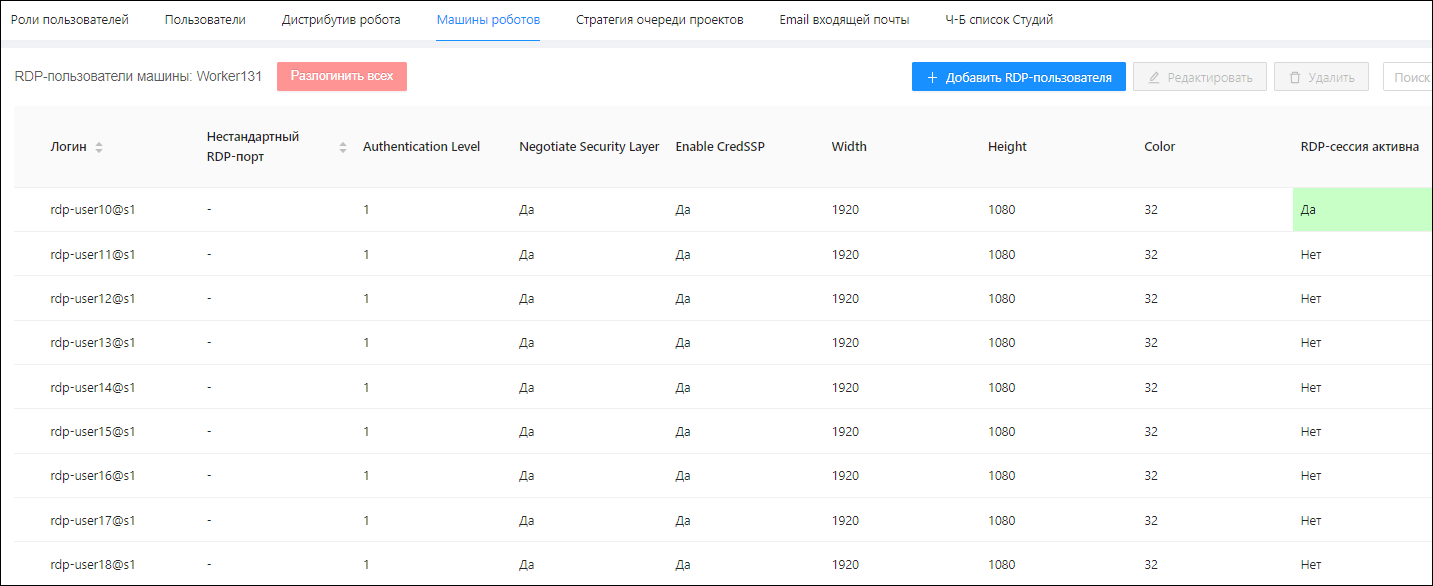 Роли пользователей Пользователи Дистрибутив робота Машины роботов Стратегия очереди проектов Email входящей почты Ч-Б список Студий
RDP-пользователи машины: Worker131 Разлогинить всех + Добавить RDP-пользователя Редактировать Удалить Поиск
Логин Нестандартный RDP-порт Authentication Level Negotiate Security Layer Enable CredSSP Width Height Color RDP-сессия активна
rdp-user10@s1 - 1 Да Да 1920 1080 32 Да
rdp-user11@s1 - 1 Да Да 1920 1080 32 Нет
rdp-user12@s1 - 1 Да Да 1920 1080 32 Нет
rdp-user13@s1 - 1 Да Да 1920 1080 32 Нет
rdp-user14@s1 - 1 Да Да 1920 1080 32 Нет
rdp-user15@s1 - 1 Да Да 1920 1080 32 Нет
rdp-user16@s1 - 1 Да Да 1920 1080 32 Нет
rdp-user17@s1 - 1 Да Да 1920 1080 32 Нет
rdp-user18@s1 - 1 Да Да 1920 1080 32 Нет